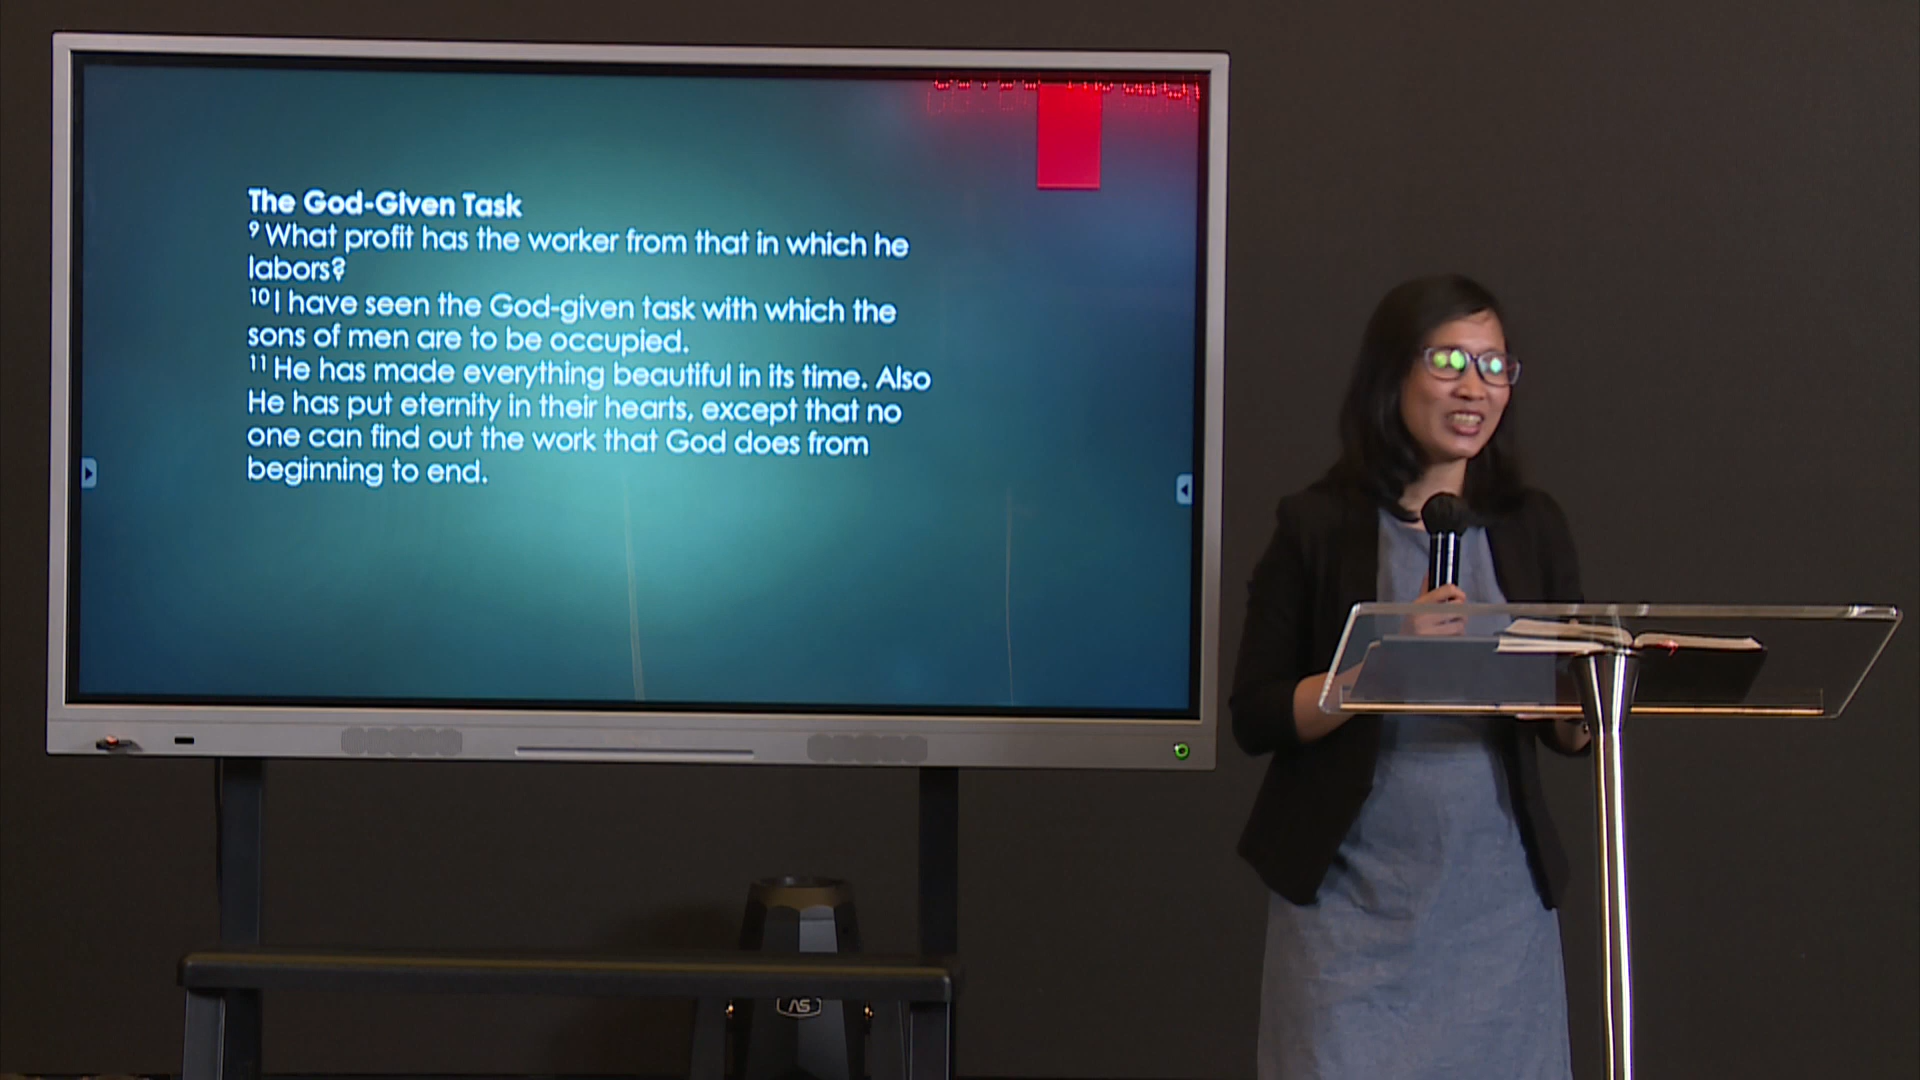 The God-Given Task
⁹ What profit has the worker from that in which he
labors?
¹⁰ I have seen the God-given task with which the
sons of men are to be occupied.
¹¹ He has made everything beautiful in its time. Also
He has put eternity in their hearts, except that no
one can find out the work that God does from
beginning to end.